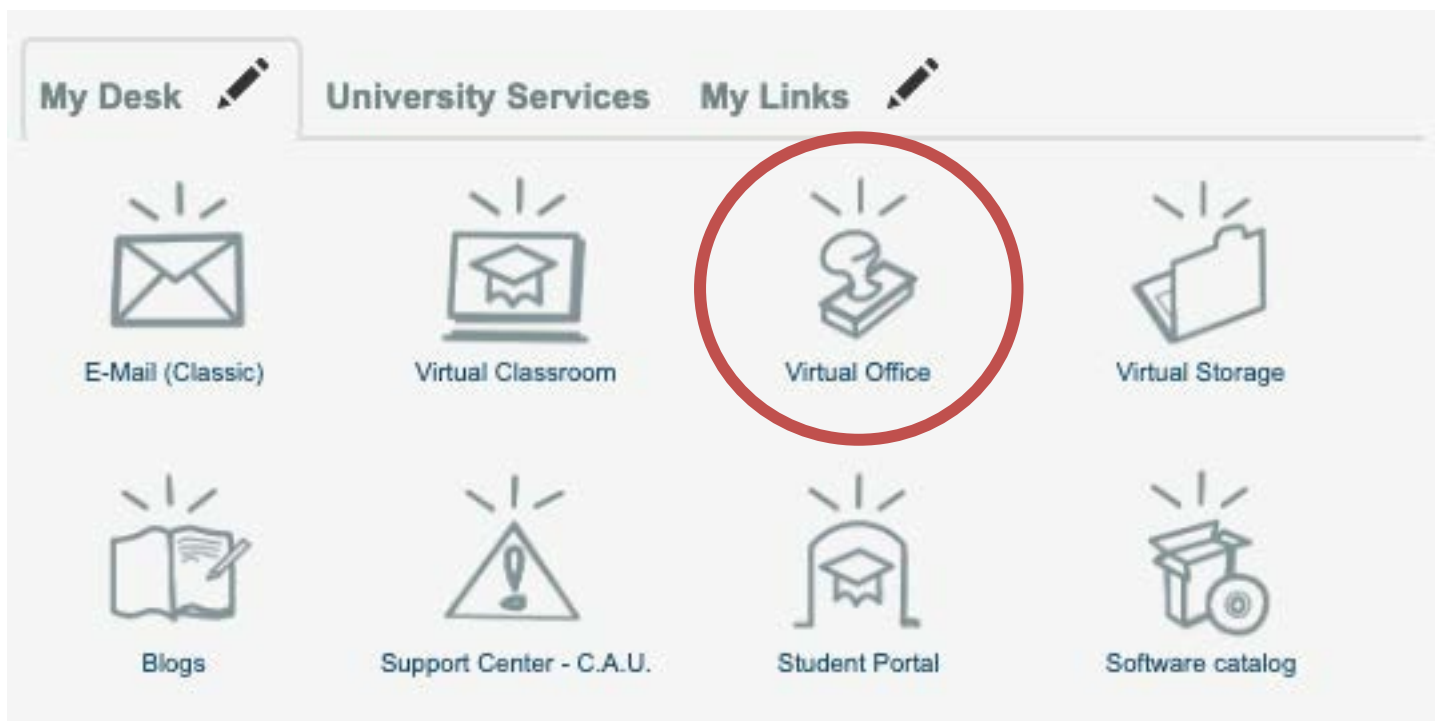 My Desk University Services My Links
E-Mail (Classic) Virtual Classroom Virtual Office Virtual Storage
Blogs Support Center - C.A.U. Student Portal Software catalog